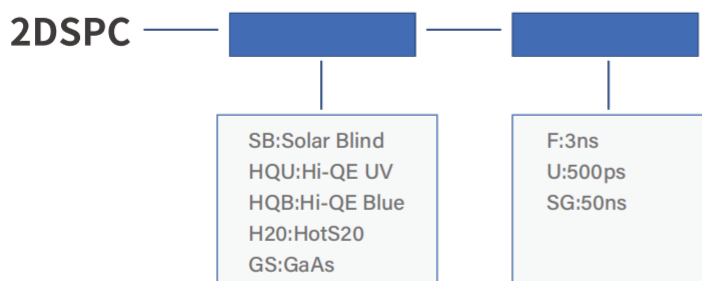 2DSPC
SB:Solar Blind
HQU:Hi-QE UV
HQB:Hi-QE Blue
H20:HotS20
GS:GaAs
F:3ns
U:500ps
SG:50ns